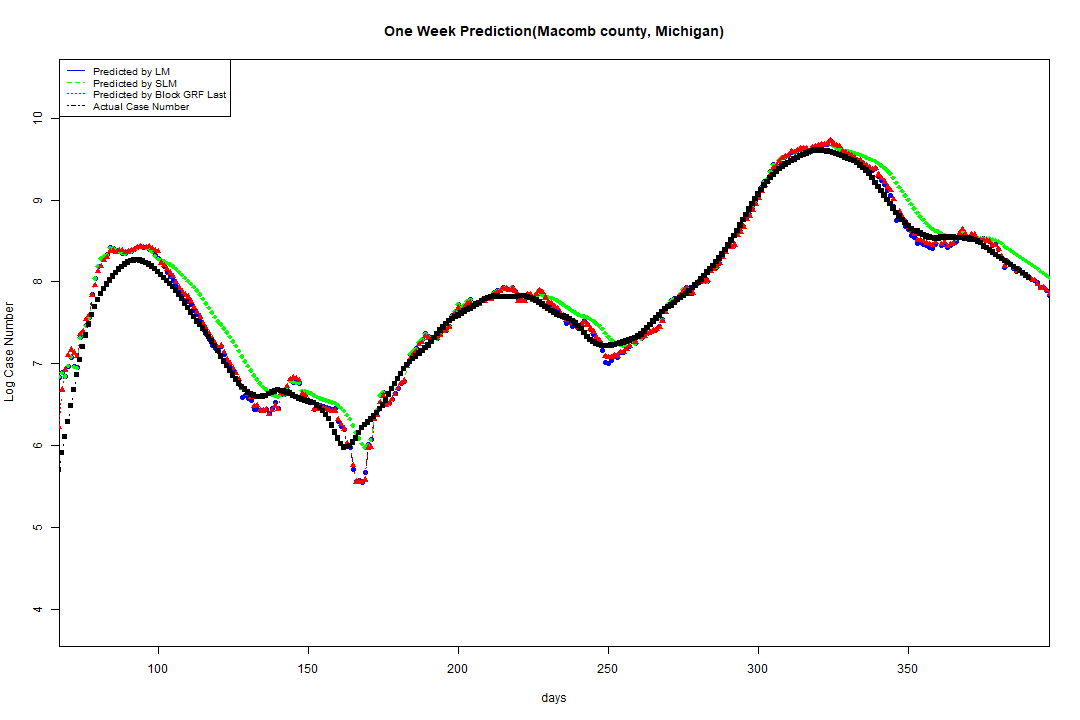 One Week Prediction(Macomb county, Michigan)
Predicted by LM
Predicted by SLM
Predicted by Block GRF Last
Actual Case Number
Log Case Number
10
9
8
7
6
5
4
100 150 200 250 300 350
days